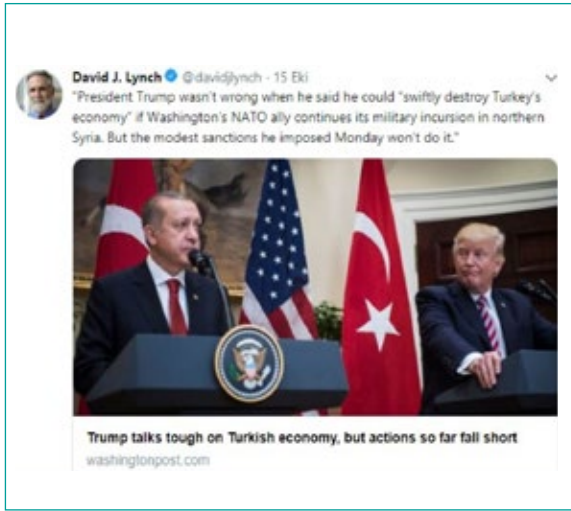 David J. Lynch @davidjlynch · 15 Eki
"President Trump wasn't wrong when he said he could "swiftly destroy Turkey's
economy" if Washington's NATO ally continues its military incursion in northern
Syria. But the modest sanctions he imposed Monday won't do it."
Trump talks tough on Turkish economy, but actions so far fall short
washingtonpost.com